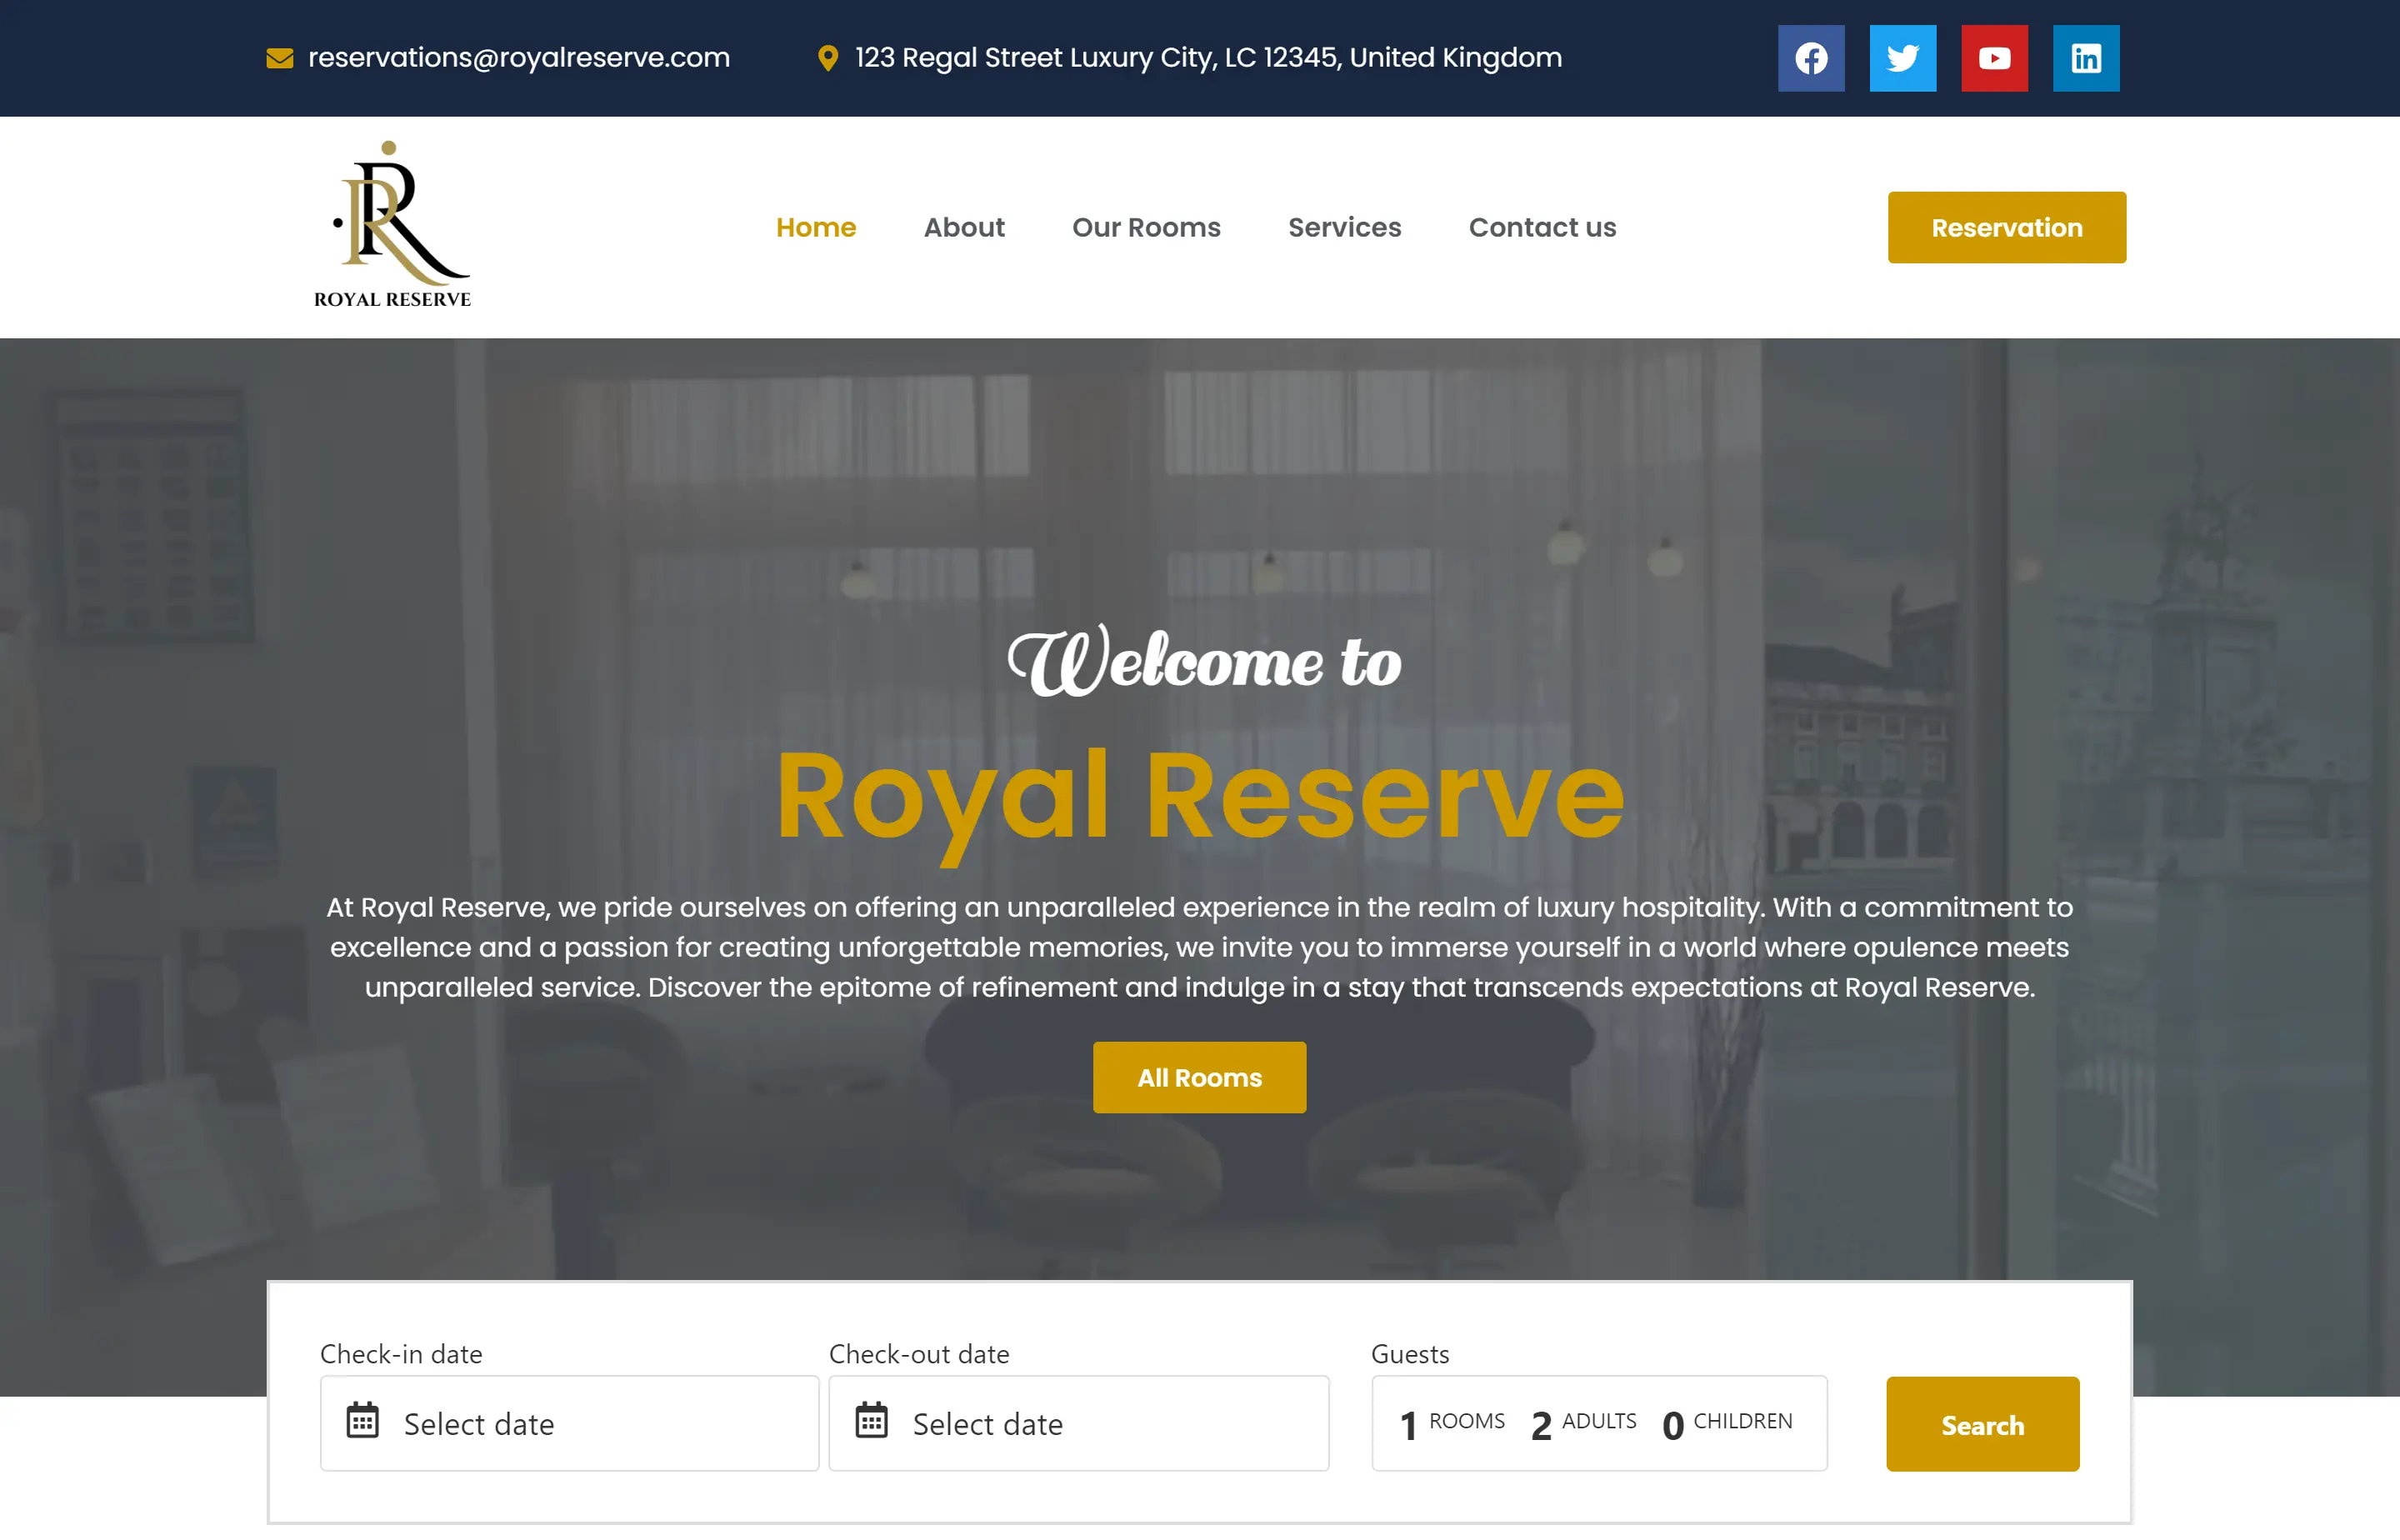 reservations@royalreserve.com
123 Regal Street Luxury City, LC 12345, United Kingdom
ROYAL RESERVE
Home
About
Our Rooms
Services
Contact us
Reservation
Welcome to
Royal Reserve
At Royal Reserve, we pride ourselves on offering an unparalleled experience in the realm of luxury hospitality. With a commitment to
excellence and a passion for creating unforgettable memories, we invite you to immerse yourself in a world where opulence meets
unparalleled service. Discover the epitome of refinement and indulge in a stay that transcends expectations at Royal Reserve.
All Rooms
Check-in date
Check-out date
Guests
Select date
Select date
1 ROOMS 2 ADULTS 0 CHILDREN
Search